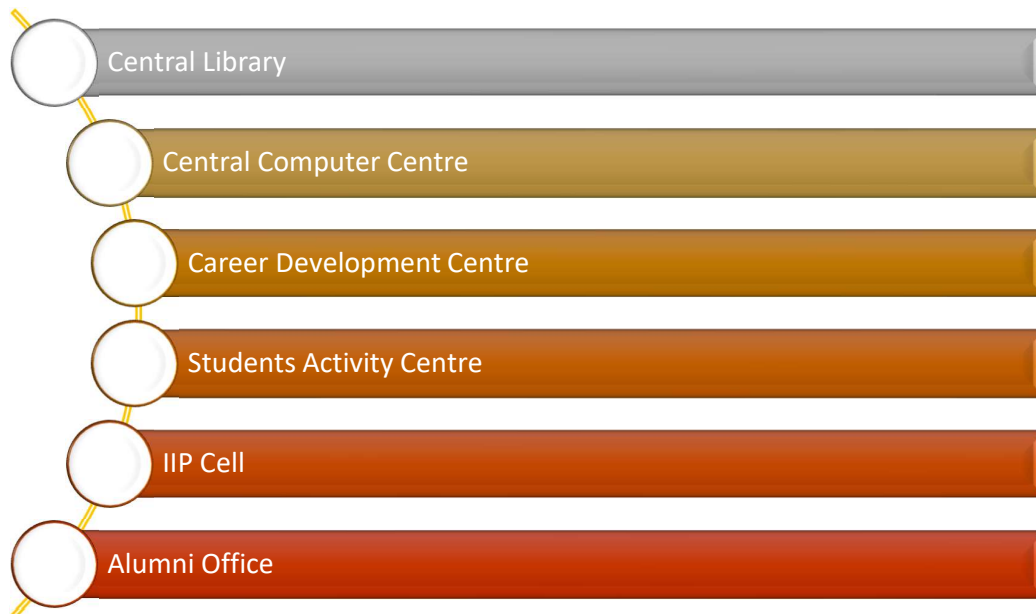 Central Library
Central Computer Centre
Career Development Centre
Students Activity Centre
IIP Cell
Alumni Office